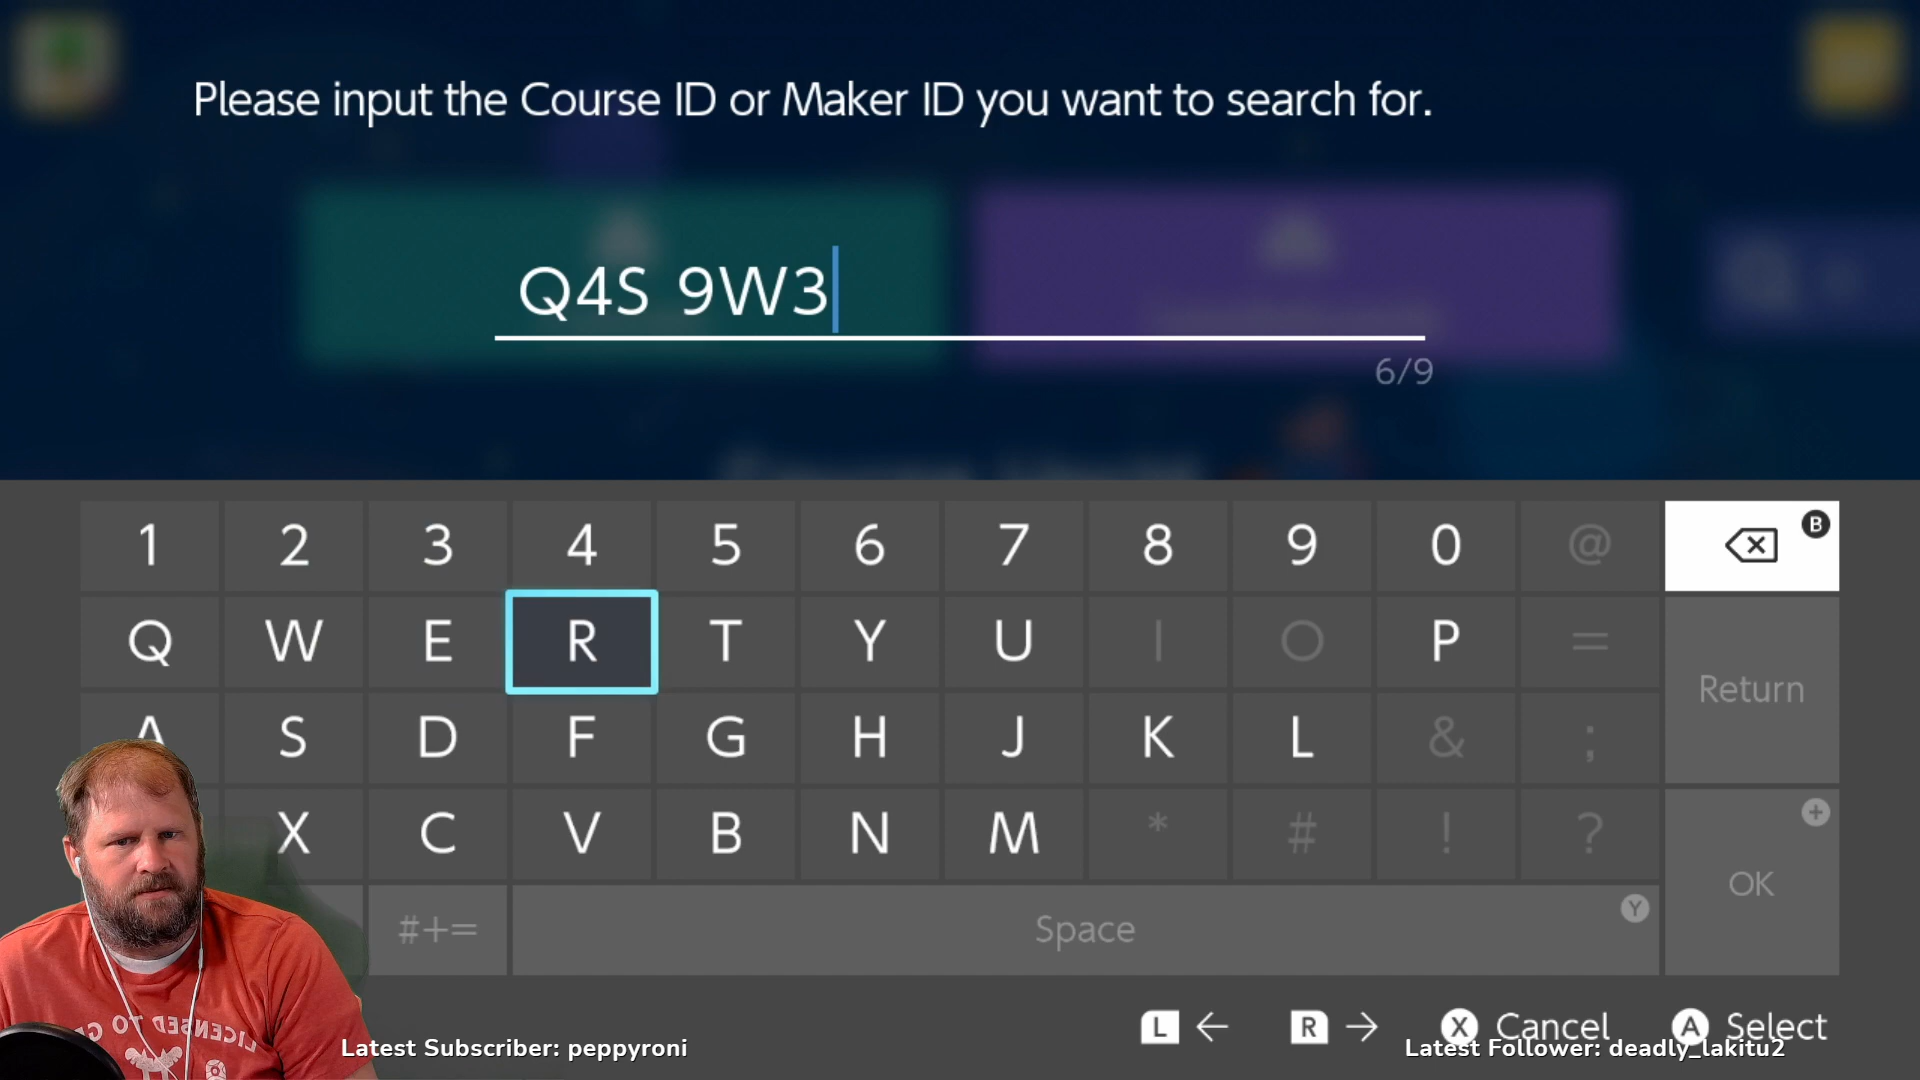 Please input the Course ID or Maker ID you want to search for.
Q4S 9W3
6/9
1 2 3 4 5 6 7 8 9 0 @ B
Q W E R T Y U I O P = Return
A S D F G H J K L & ;
X C V B N M * # ! ? + OK
#+= Space Y
L ← R → X Cancel A Select
LICENSED TO G
Latest Subscriber: peppyroni
Latest Follower: deadly_lakitu2